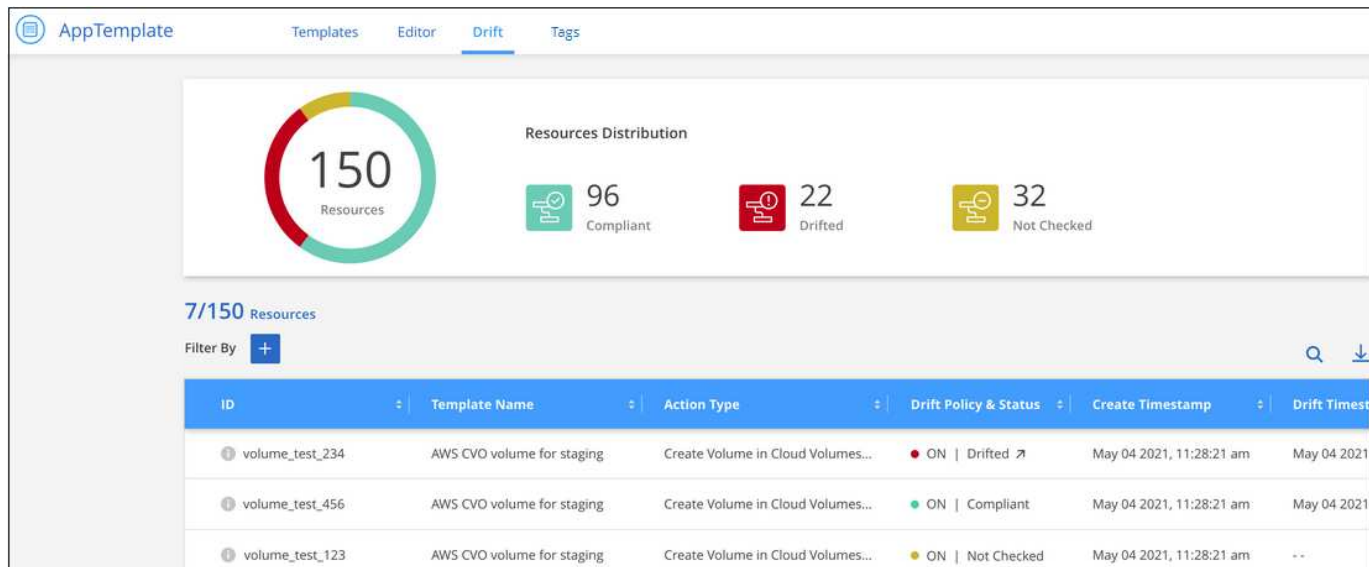 AppTemplate Templates Editor Drift Tags
150
Resources
Resources Distribution
96
Compliant
22
Drifted
32
Not Checked
7/150 Resources
Filter By +
ID Template Name Action Type Drift Policy & Status Create Timestamp Drift Timest
volume_test_234 AWS CVO volume for staging Create Volume in Cloud Volumes... ON | Drifted May 04 2021, 11:28:21 am May 04 2021
volume_test_456 AWS CVO volume for staging Create Volume in Cloud Volumes... ON | Compliant May 04 2021, 11:28:21 am May 04 2021
volume_test_123 AWS CVO volume for staging Create Volume in Cloud Volumes... ON | Not Checked May 04 2021, 11:28:21 am - -